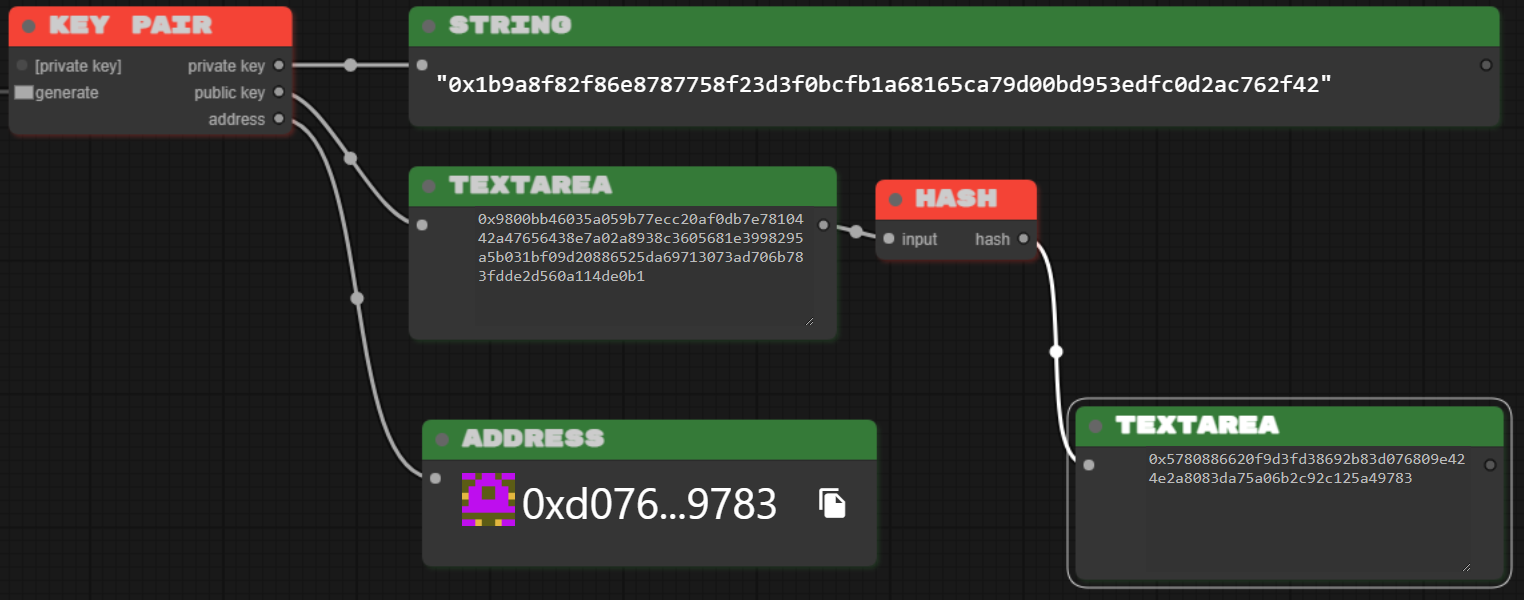 KEY PAIR
[private key]
private key
generate
public key
address
STRING
"0x1b9a8f82f86e8787758f23d3f0bcfb1a68165ca79d00bd953edfc0d2ac762f42"
TEXTAREA
0x9800bb46035a059b77ecc20af0db7e78104
42a47656438e7a02a8938c3605681e3998295
a5b031bf09d20886525da69713073ad706b78
3fdde2d560a114de0b1
HASH
input
hash
ADDRESS
0xd076...9783
TEXTAREA
0x5780886620f9d3fd38692b83d076809e42
4e2a8083da75a06b2c92c125a49783